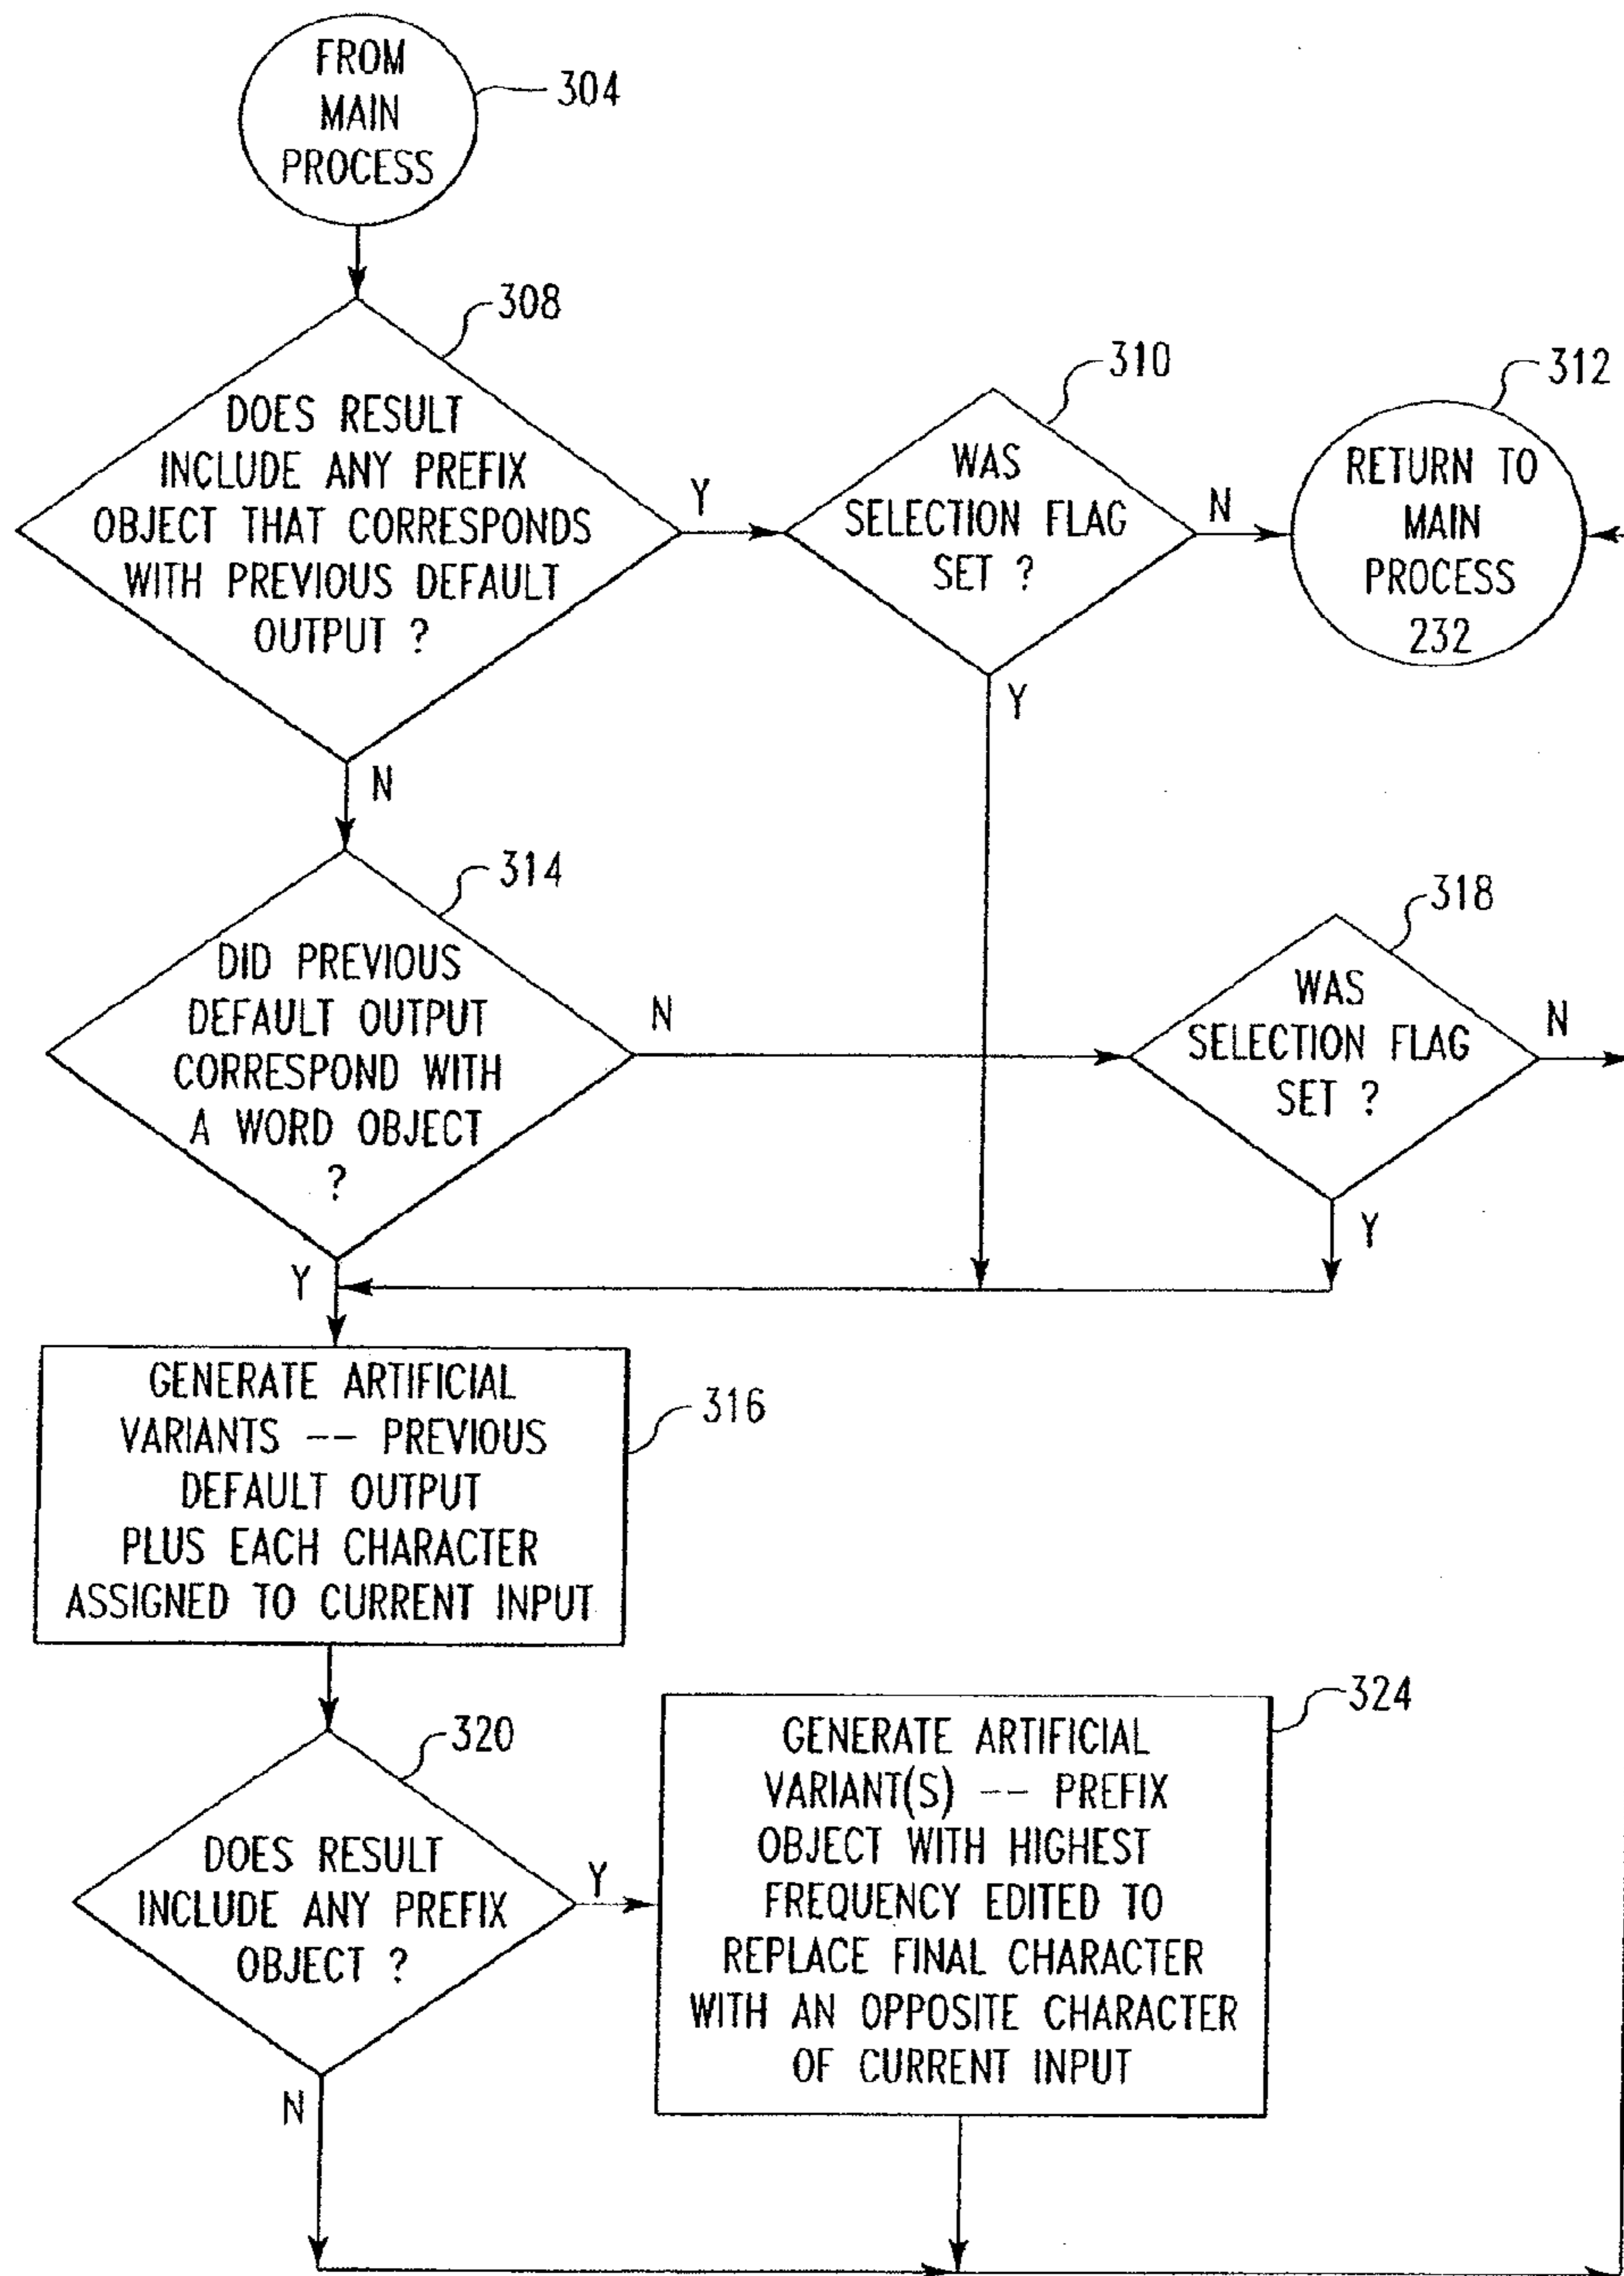 FROM
MAIN
PROCESS
304
308
DOES RESULT
INCLUDE ANY PREFIX
OBJECT THAT CORRESPONDS
WITH PREVIOUS DEFAULT
OUTPUT ?
Y
N
310
WAS
SELECTION FLAG
SET ?
N
Y
312
RETURN TO
MAIN
PROCESS
232
314
DID PREVIOUS
DEFAULT OUTPUT
CORRESPOND WITH
A WORD OBJECT
?
N
Y
318
WAS
SELECTION FLAG
SET ?
N
Y
316
GENERATE ARTIFICIAL
VARIANTS -- PREVIOUS
DEFAULT OUTPUT
PLUS EACH CHARACTER
ASSIGNED TO CURRENT INPUT
320
DOES RESULT
INCLUDE ANY PREFIX
OBJECT ?
Y
N
324
GENERATE ARTIFICIAL
VARIANT(S) -- PREFIX
OBJECT WITH HIGHEST
FREQUENCY EDITED TO
REPLACE FINAL CHARACTER
WITH AN OPPOSITE CHARACTER
OF CURRENT INPUT